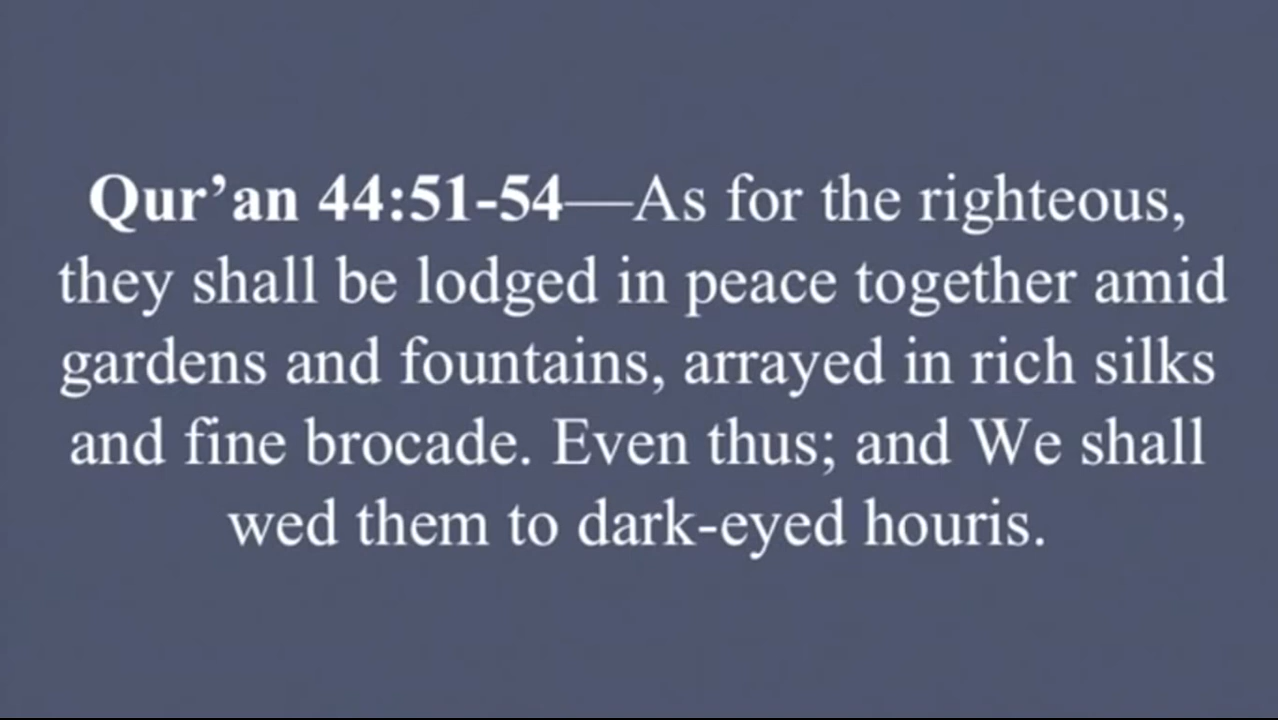 Qur’an 44:51-54—As for the righteous,
they shall be lodged in peace together amid
gardens and fountains, arrayed in rich silks
and fine brocade. Even thus; and We shall
wed them to dark-eyed houris.